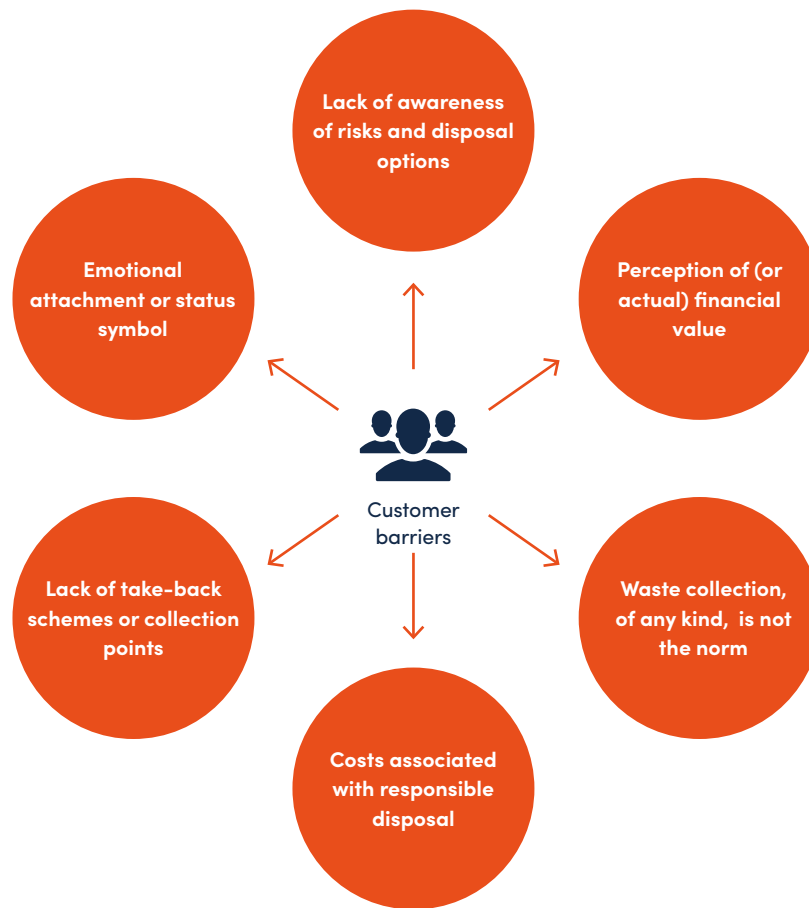 Lack of awareness
of risks and disposal
options
Emotional
attachment or status
symbol
Perception of (or
actual) financial
value
Customer
barriers
Lack of take-back
schemes or collection
points
Waste collection,
of any kind,  is not
the norm
Costs associated
with responsible
disposal